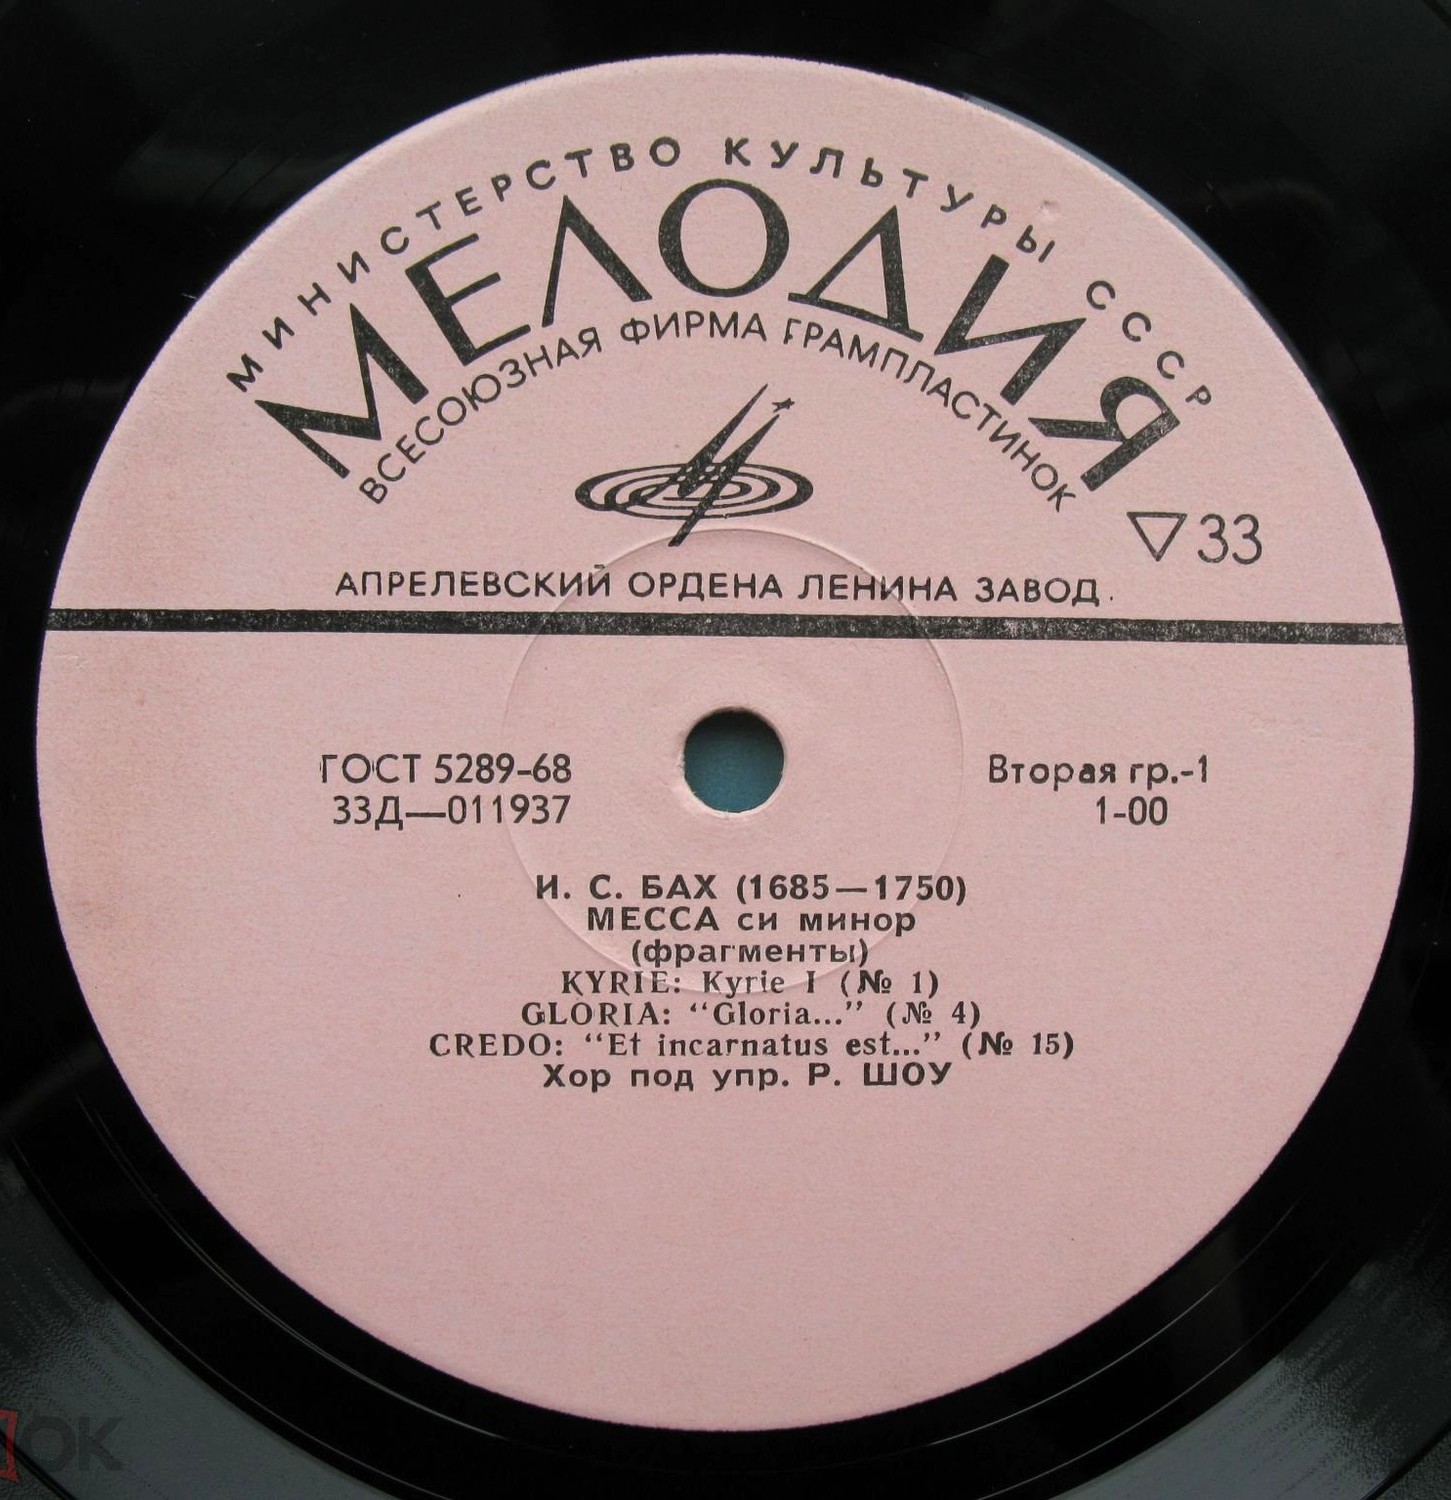 МИНИСТЕРСТВО КУЛЬТУРЫ СССР
МЕЛОДИЯ
ВСЕСОЮЗНАЯ ФИРМА ГРАМПЛАСТИНОК
▽ 33
АПРЕЛЕВСКИЙ ОРДЕНА ЛЕНИНА ЗАВОД.
ГОСТ 5289-68
33Д—011937
Вторая гр.-1
1-00
И. С. БАХ (1685—1750)
МЕССА си минор
(фрагменты)
KYRIE: Kyrie I (№ 1)
GLORIA: “Gloria...” (№ 4)
CREDO: “Et incarnatus est...” (№ 15)
Хор под упр. Р. ШОУ